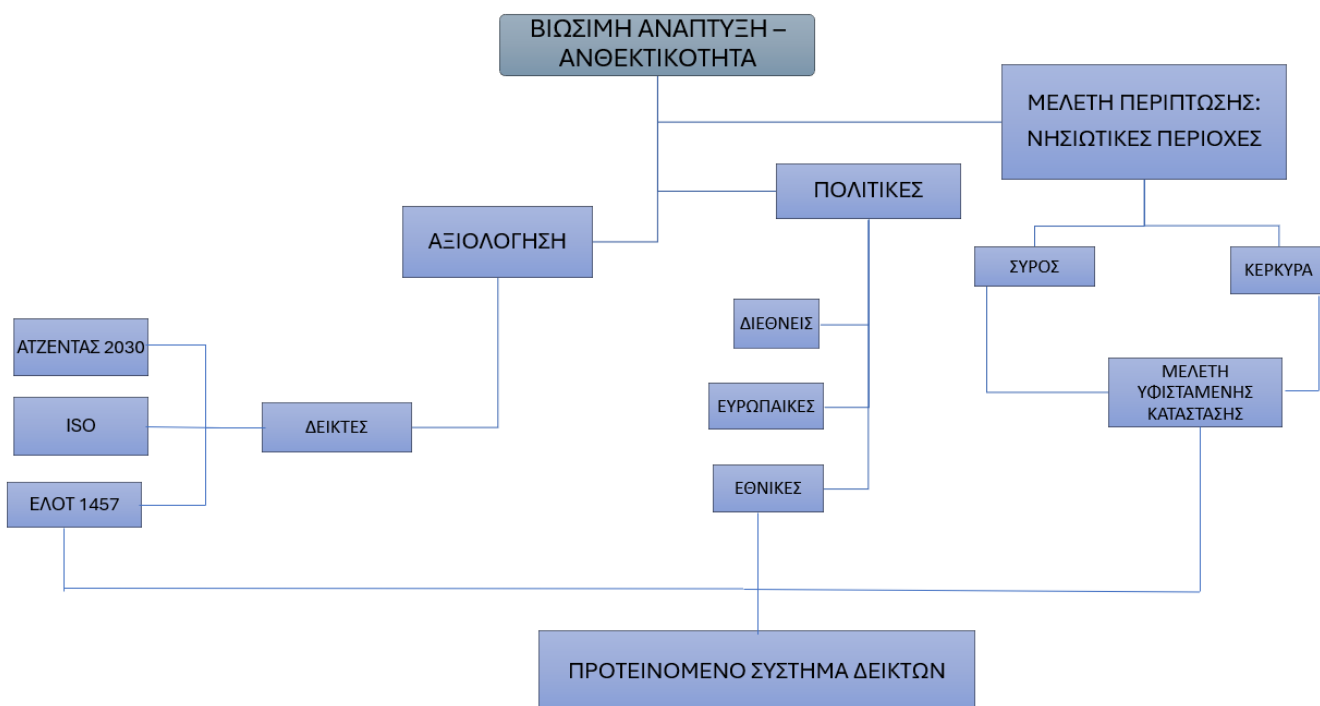 ΒΙΩΣΙΜΗ ΑΝΑΠΤΥΞΗ –
ΑΝΘΕΚΤΙΚΟΤΗΤΑ
ΜΕΛΕΤΗ ΠΕΡΙΠΤΩΣΗΣ:
ΝΗΣΙΩΤΙΚΕΣ ΠΕΡΙΟΧΕΣ
ΠΟΛΙΤΙΚΕΣ
ΑΞΙΟΛΟΓΗΣΗ
ΣΥΡΟΣ
ΚΕΡΚΥΡΑ
ΔΙΕΘΝΕΙΣ
ΑΤΖΕΝΤΑΣ 2030
ΜΕΛΕΤΗ
ΥΦΙΣΤΑΜΕΝΗΣ
ΚΑΤΑΣΤΑΣΗΣ
ΕΥΡΩΠΑΙΚΕΣ
ISO
ΔΕΙΚΤΕΣ
ΕΘΝΙΚΕΣ
ΕΛΟΤ 1457
ΠΡΟΤΕΙΝΟΜΕΝΟ ΣΥΣΤΗΜΑ ΔΕΙΚΤΩΝ